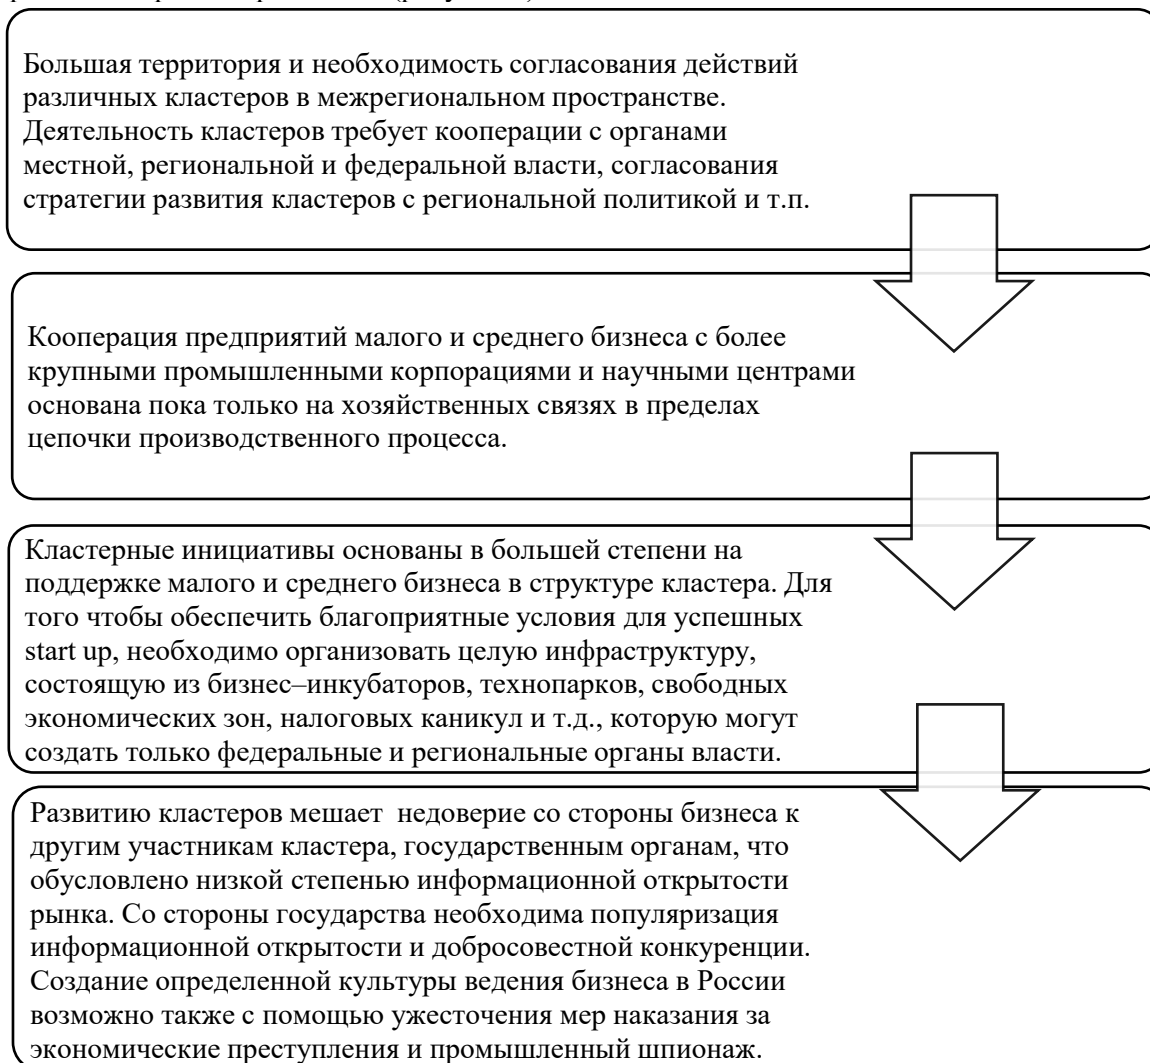 Большая территория и необходимость согласования действий
различных кластеров в межрегиональном пространстве.
Деятельность кластеров требует кооперации с органами
местной, региональной и федеральной власти, согласования
стратегии развития кластеров с региональной политикой и т.п.
Кооперация предприятий малого и среднего бизнеса с более
крупными промышленными корпорациями и научными центрами
основана пока только на хозяйственных связях в пределах
цепочки производственного процесса.
Кластерные инициативы основаны в большей степени на
поддержке малого и среднего бизнеса в структуре кластера. Для
того чтобы обеспечить благоприятные условия для успешных
start up, необходимо организовать целую инфраструктуру,
состоящую из бизнес–инкубаторов, технопарков, свободных
экономических зон, налоговых каникул и т.д., которую могут
создать только федеральные и региональные органы власти.
Развитию кластеров мешает  недоверие со стороны бизнеса к
другим участникам кластера, государственным органам, что
обусловлено низкой степенью информационной открытости
рынка. Со стороны государства необходима популяризация
информационной открытости и добросовестной конкуренции.
Создание определенной культуры ведения бизнеса в России
возможно также с помощью ужесточения мер наказания за
экономические преступления и промышленный шпионаж.